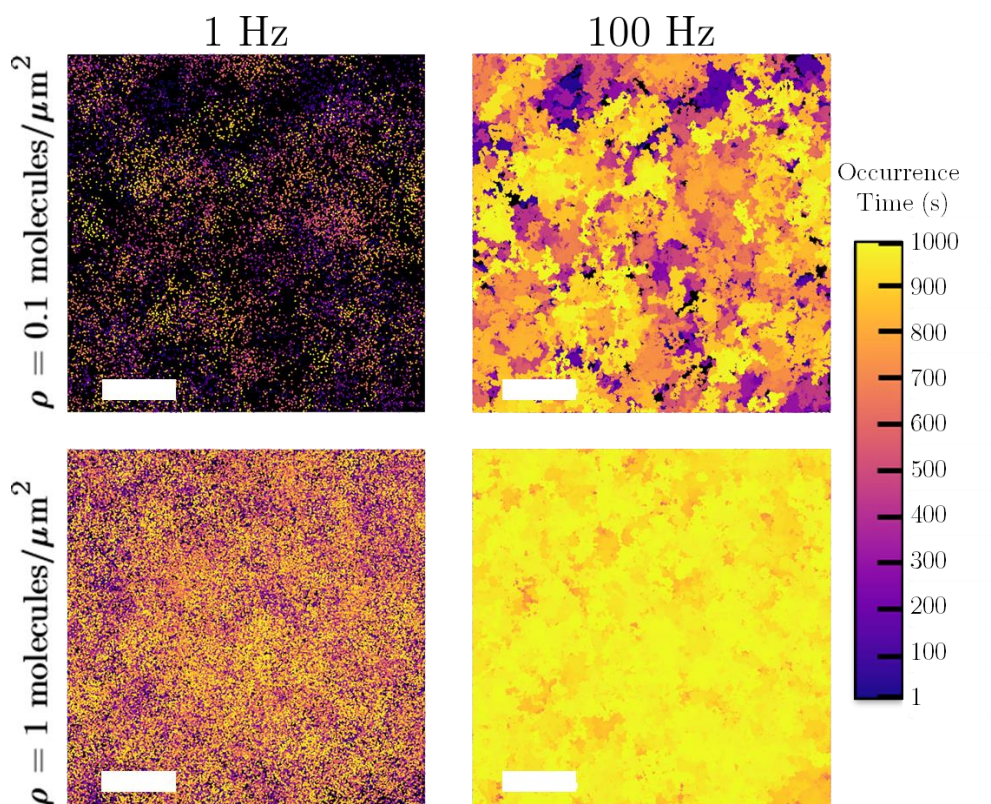 1 Hz
100 Hz
ρ = 0.1 molecules/μm²
ρ = 1 molecules/μm²
Occurrence
Time (s)
1000
900
800
700
600
500
400
300
200
100
1